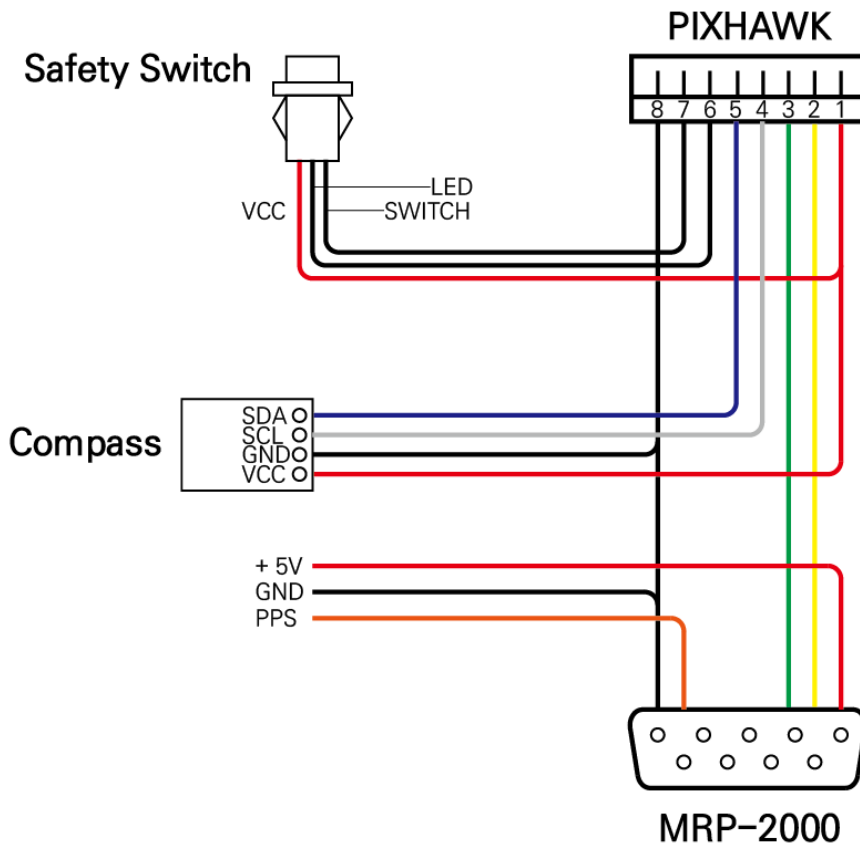 PIXHAWK
Safety Switch
8 7 6 5 4 3 2 1
LED
VCC
SWITCH
SDA
SCL
Compass
GND
VCC
+ 5V
GND
PPS
MRP-2000